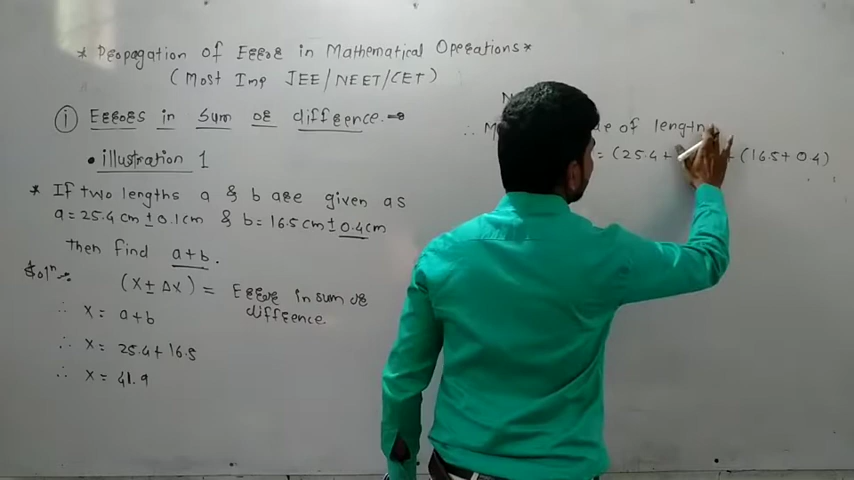 * Propagation of Error in Mathematical Operations *
(Most Imp JEE/NEET/CET)
(i) Errors in sum or difference.→
• illustration 1
* If two lengths a & b are given as
a = 25.4 cm ± 0.1 cm & b = 16.5 cm ± 0.4 cm
then find a+b.
Solⁿ →
(X ± ΔX) = Error in sum or
difference.
∴ X = a+b
∴ X = 25.4 + 16.5
∴ X = 41.9
∴ of length
= (25.4 + + (16.5 + 0.4)